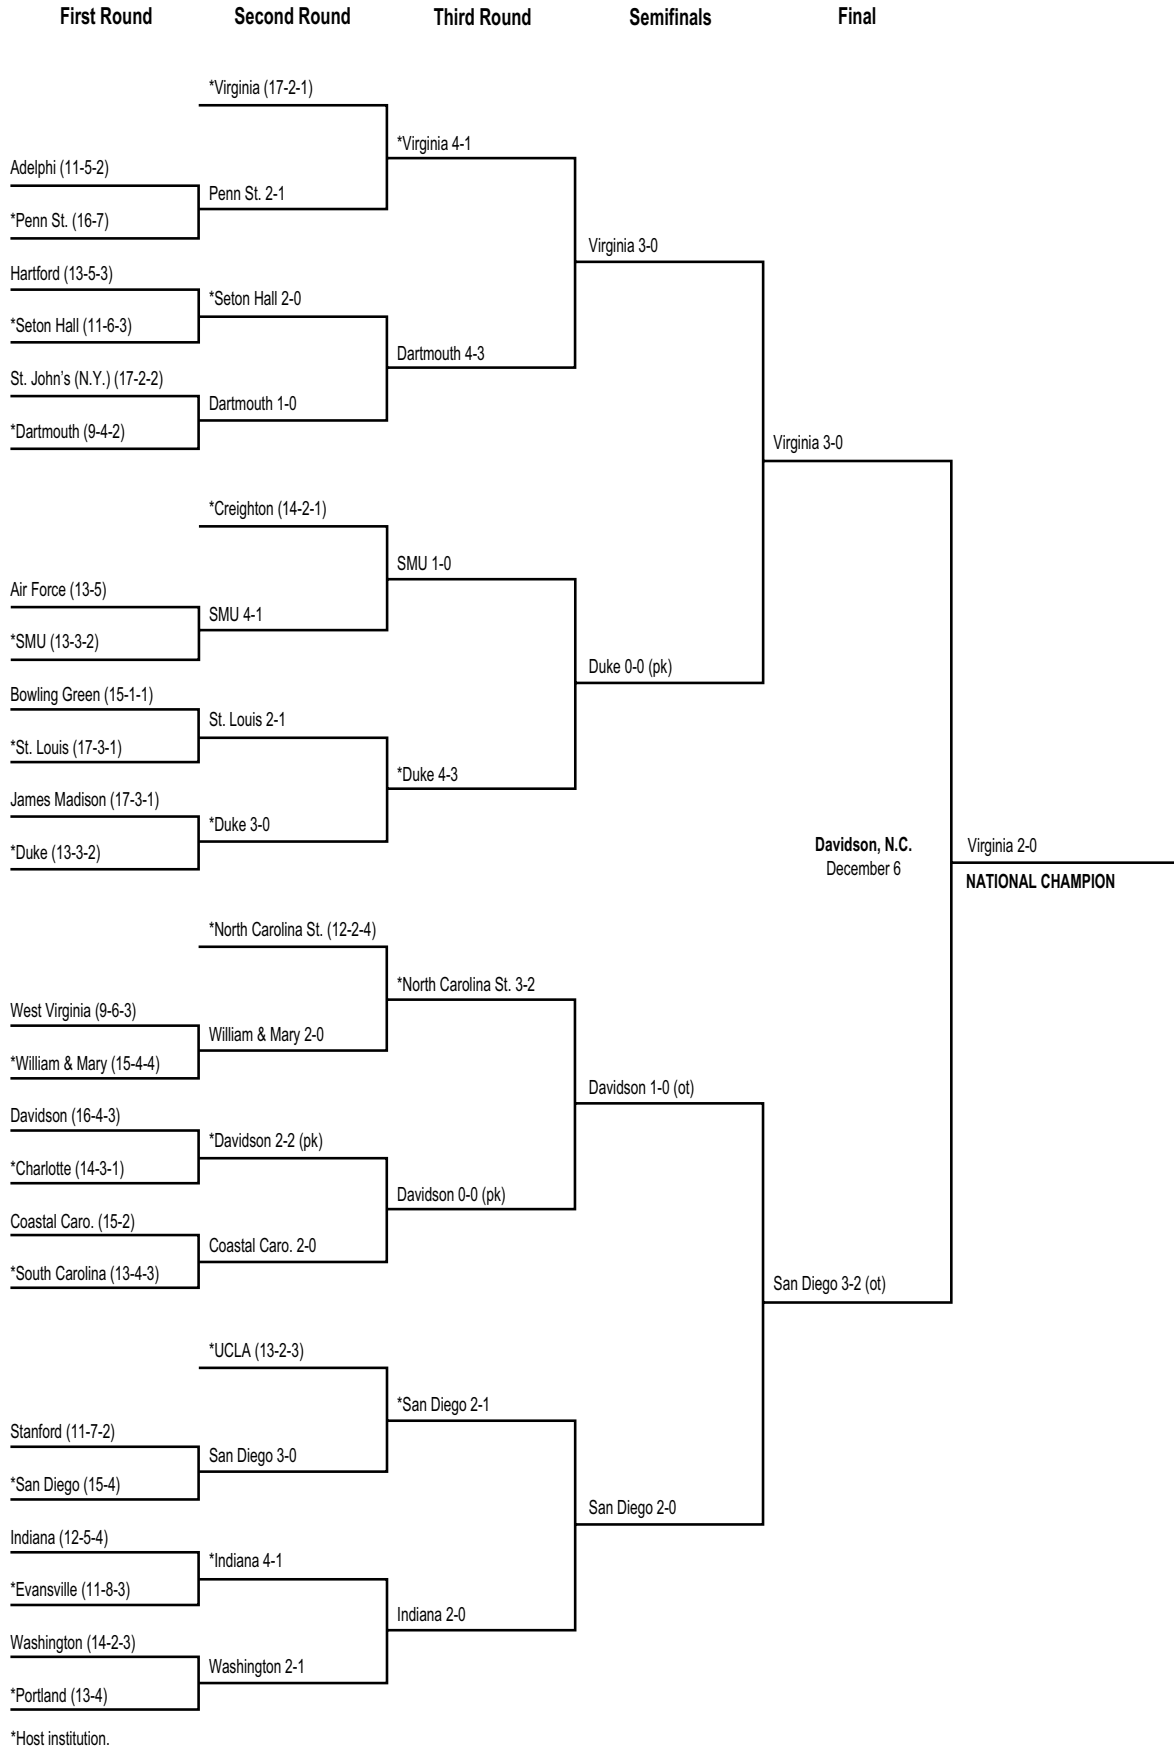 First Round
Second Round
Third Round
Semifinals
Final
*Virginia (17-2-1)
*Virginia 4-1
Adelphi (11-5-2)
Penn St. 2-1
*Penn St. (16-7)
Virginia 3-0
Hartford (13-5-3)
*Seton Hall 2-0
*Seton Hall (11-6-3)
Dartmouth 4-3
St. John's (N.Y.) (17-2-2)
Dartmouth 1-0
*Dartmouth (9-4-2)
Virginia 3-0
*Creighton (14-2-1)
SMU 1-0
Air Force (13-5)
SMU 4-1
*SMU (13-3-2)
Duke 0-0 (pk)
Bowling Green (15-1-1)
St. Louis 2-1
*St. Louis (17-3-1)
*Duke 4-3
James Madison (17-3-1)
*Duke 3-0
*Duke (13-3-2)
Davidson, N.C.
December 6
Virginia 2-0
NATIONAL CHAMPION
*North Carolina St. (12-2-4)
*North Carolina St. 3-2
West Virginia (9-6-3)
William & Mary 2-0
*William & Mary (15-4-4)
Davidson 1-0 (ot)
Davidson (16-4-3)
*Davidson 2-2 (pk)
*Charlotte (14-3-1)
Davidson 0-0 (pk)
Coastal Caro. (15-2)
Coastal Caro. 2-0
*South Carolina (13-4-3)
San Diego 3-2 (ot)
*UCLA (13-2-3)
*San Diego 2-1
Stanford (11-7-2)
San Diego 3-0
*San Diego (15-4)
San Diego 2-0
Indiana (12-5-4)
*Indiana 4-1
*Evansville (11-8-3)
Indiana 2-0
Washington (14-2-3)
Washington 2-1
*Portland (13-4)
*Host institution.